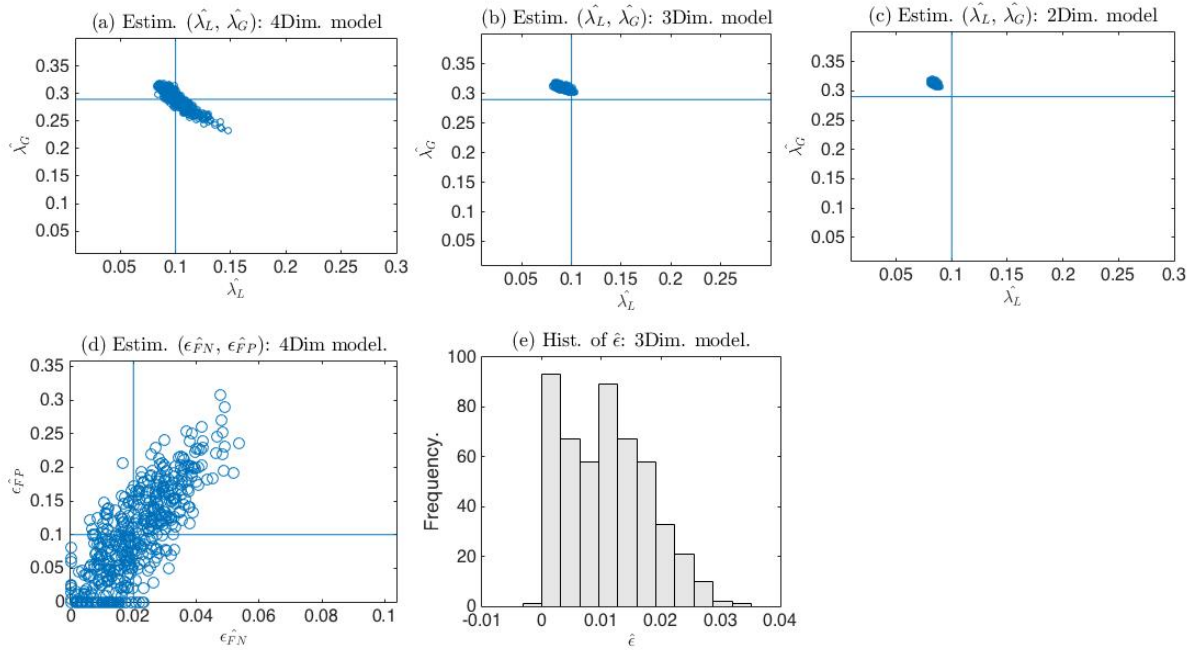 (a) Estim. (λ̂_L, λ̂_G): 4Dim. model
0.35
0.3
0.25
0.2
0.15
0.1
0.05
λ̂_G
0.05 0.1 0.15 0.2 0.25 0.3
λ̂_L
(b) Estim. (λ̂_L, λ̂_G): 3Dim. model
0.35
0.3
0.25
0.2
0.15
0.1
0.05
λ̂_G
0.05 0.1 0.15 0.2 0.25
λ̂_L
(c) Estim. (λ̂_L, λ̂_G): 2Dim. model
0.35
0.3
0.25
0.2
0.15
0.1
0.05
λ̂_G
0.05 0.1 0.15 0.2 0.25 0.3
λ̂_L
(d) Estim. (ϵ̂_FN, ϵ̂_FP): 4Dim model.
0.35
0.3
0.25
0.2
0.15
0.1
0.05
0
ϵ̂_FP
0 0.02 0.04 0.06 0.08 0.1
ϵ̂_FN
(e) Hist. of ϵ̂: 3Dim. model.
100
80
60
40
20
0
Frequency.
-0.01 0 0.01 0.02 0.03 0.04
ϵ̂